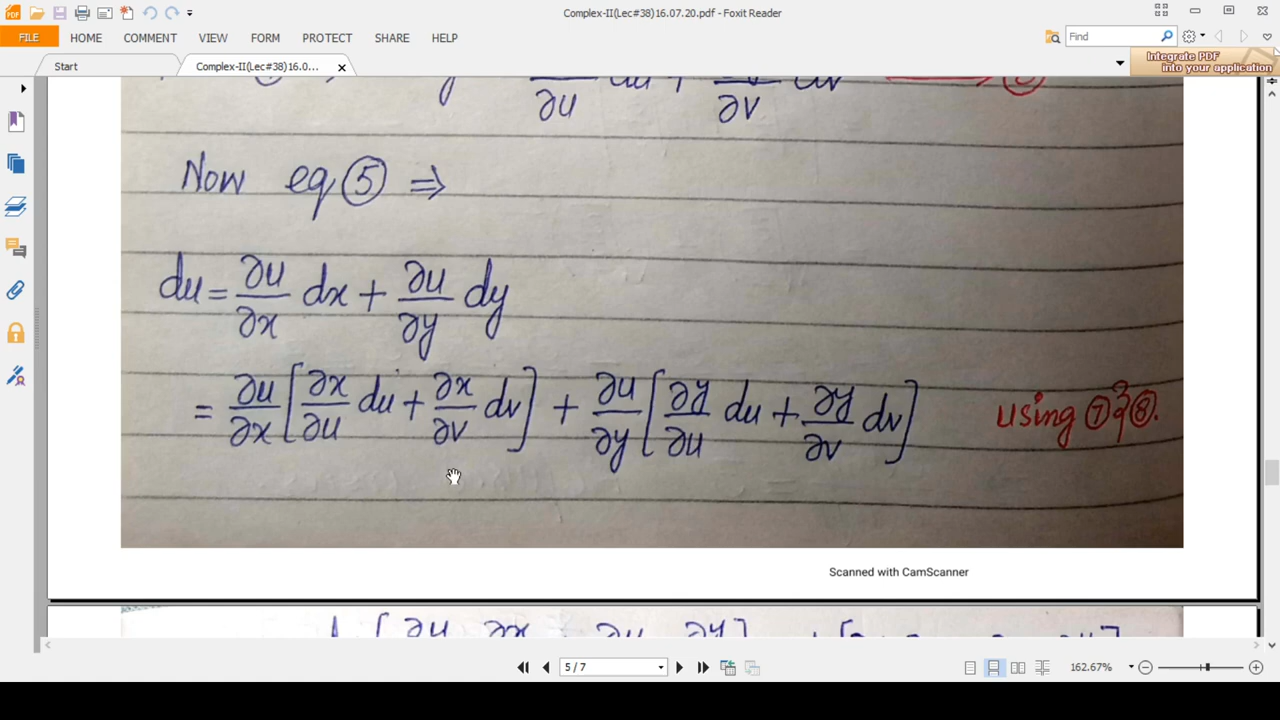 Complex-II(Lec#38)16.07.20.pdf - Foxit Reader
FILE HOME COMMENT VIEW FORM PROTECT SHARE HELP
Find
Integrate PDF
into your application
Start Complex-II(Lec#38)16.0...
∂u ∂v
Now eq ⑤ ⇒
du = ∂u/∂x dx + ∂u/∂y dy
= ∂u/∂x [∂x/∂u du + ∂x/∂v dv] + ∂u/∂y [∂y/∂u du + ∂y/∂v dv] using ⑦ & ⑧.
Scanned with CamScanner
5 / 7
162.67%